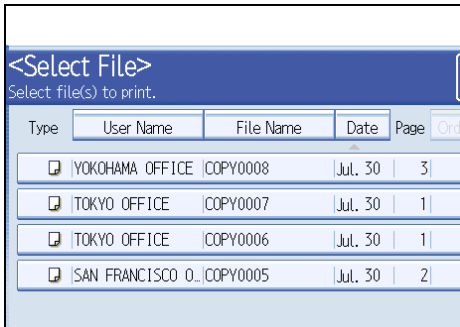 <Select File>
Select file(s) to print.
Type User Name File Name Date Page Ord
YOKOHAMA OFFICE COPY0008 Jul. 30 3
TOKYO OFFICE COPY0007 Jul. 30 1
TOKYO OFFICE COPY0006 Jul. 30 1
SAN FRANCISCO O... COPY0005 Jul. 30 2